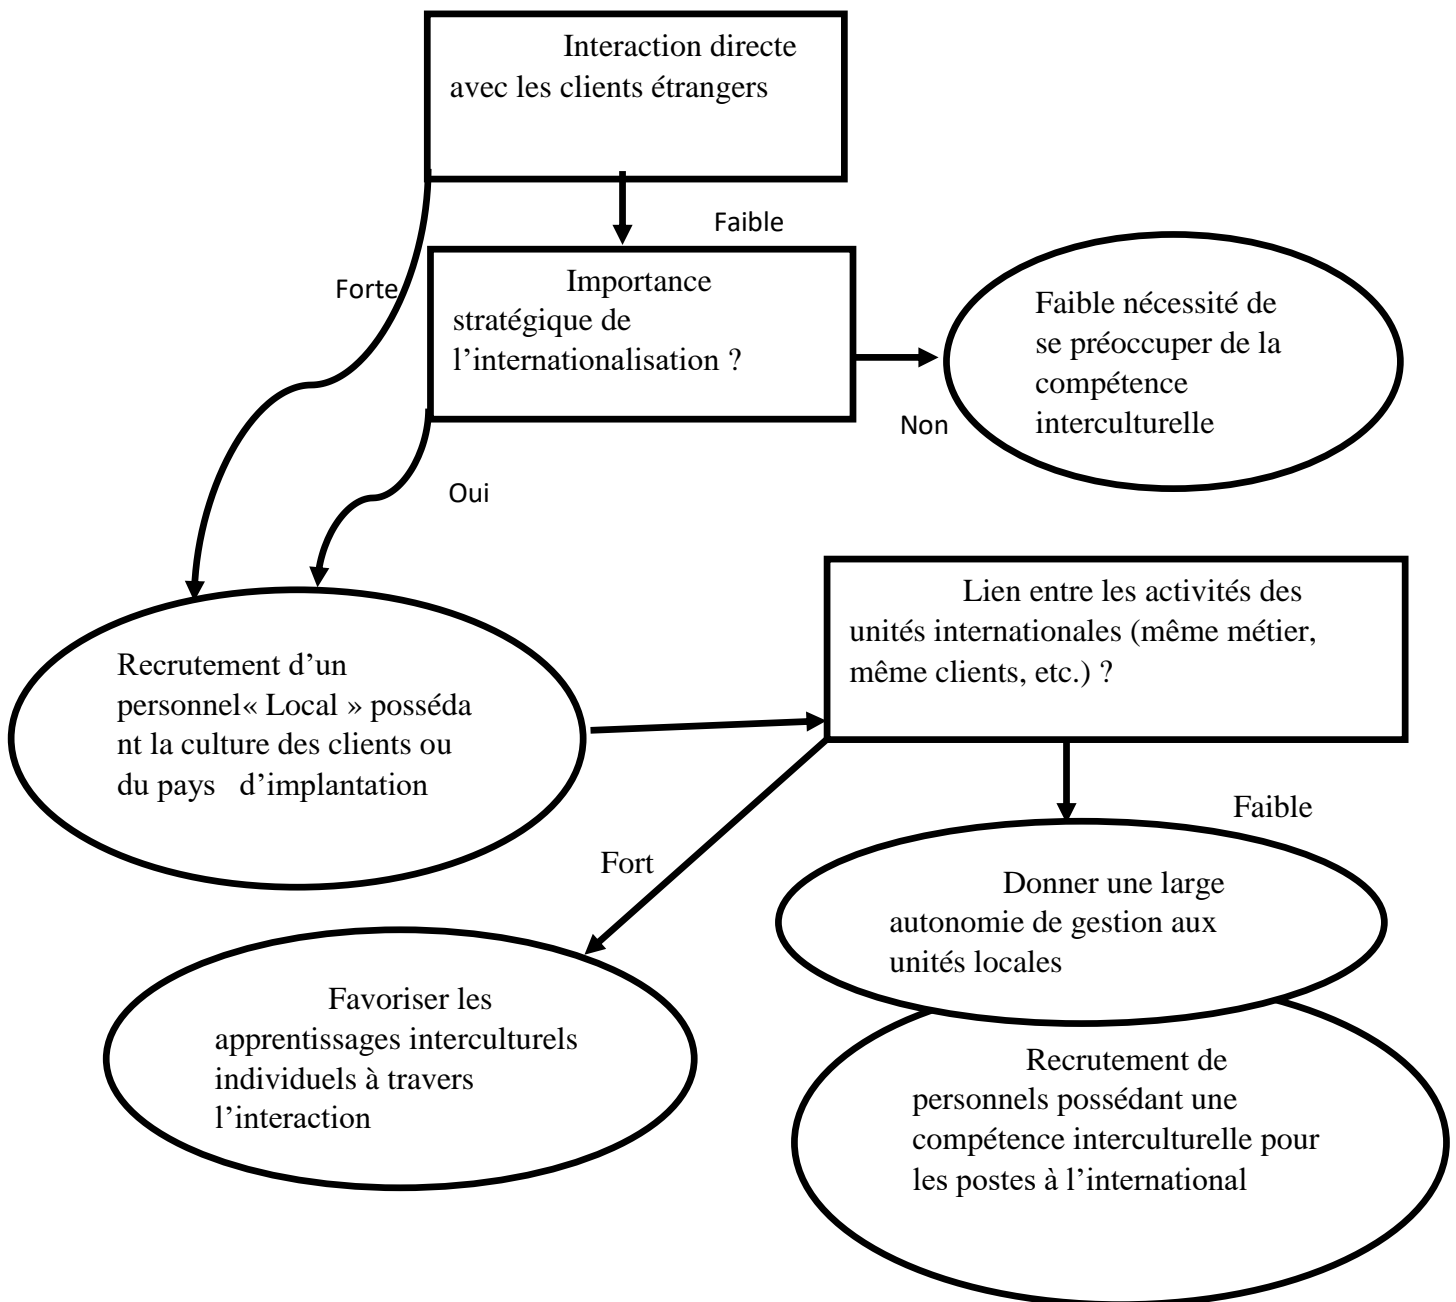 Interaction directe
avec les clients étrangers
Faible
Forte
Importance
stratégique de
l’internationalisation ?
Non
Oui
Faible nécessité de
se préoccuper de la
compétence
interculturelle
Recrutement d’un
personnel« Local » posséda
nt la culture des clients ou
du pays d’implantation
Lien entre les activités des
unités internationales (même métier,
même clients, etc.) ?
Faible
Fort
Donner une large
autonomie de gestion aux
unités locales
Favoriser les
apprentissages interculturels
individuels à travers
l’interaction
Recrutement de
personnels possédant une
compétence interculturelle pour
les postes à l’international